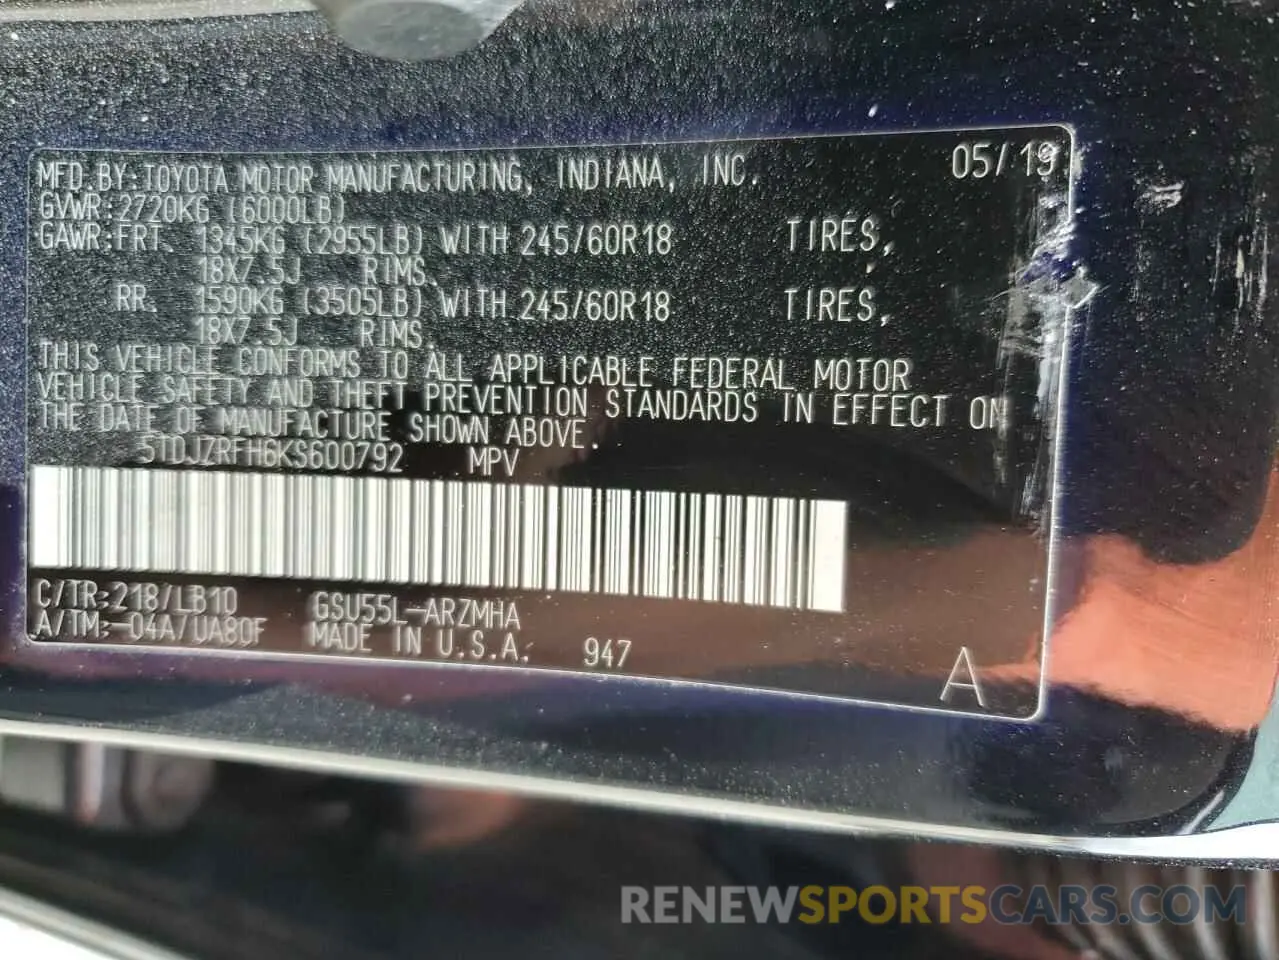 MFD.BY:TOYOTA MOTOR MANUFACTURING, INDIANA, INC. 05/19
GVWR:2720KG (6000LB)
GAWR:FRT. 1345KG (2955LB) WITH 245/60R18 TIRES,
18X7.5J RIMS,
RR. 1590KG (3505LB) WITH 245/60R18 TIRES,
18X7.5J RIMS,
THIS VEHICLE CONFORMS TO ALL APPLICABLE FEDERAL MOTOR
VEHICLE SAFETY AND THEFT PREVENTION STANDARDS IN EFFECT ON
THE DATE OF MANUFACTURE SHOWN ABOVE.
5TDJZRFH6KS600792 MPV
C/TR:218/LB10 GSU55L-ARZMHA
A/TM:-04A/UA80F MADE IN U.S.A. 947
A
RENEWSPORTSCARS.COM